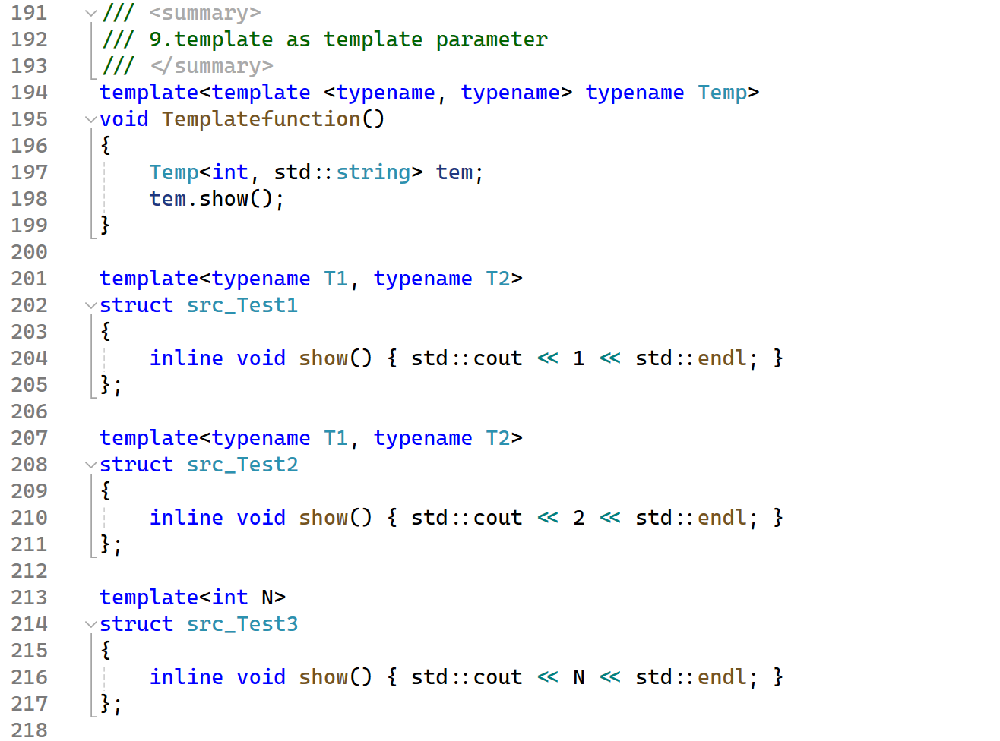 191 /// <summary>
192 /// 9.template as template parameter
193 /// </summary>
194 template<template <typename, typename> typename Temp>
195 void Templatefunction()
196 {
197     Temp<int, std::string> tem;
198     tem.show();
199 }
200
201 template<typename T1, typename T2>
202 struct src_Test1
203 {
204     inline void show() { std::cout << 1 << std::endl; }
205 };
206
207 template<typename T1, typename T2>
208 struct src_Test2
209 {
210     inline void show() { std::cout << 2 << std::endl; }
211 };
212
213 template<int N>
214 struct src_Test3
215 {
216     inline void show() { std::cout << N << std::endl; }
217 };
218